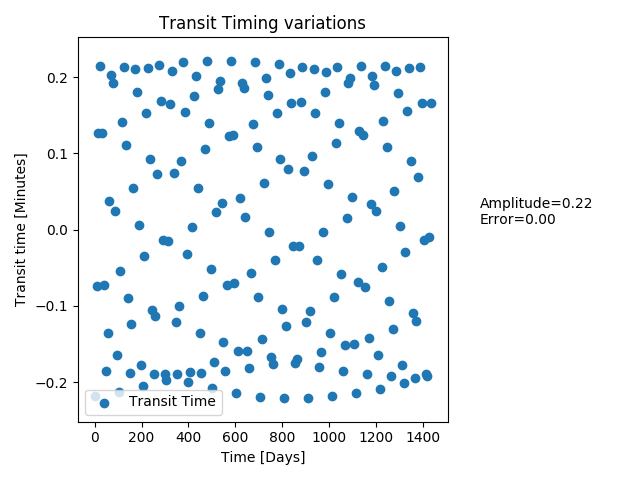 Transit Timing variations
Transit time [Minutes]
0.2
0.1
0.0
−0.1
−0.2
Amplitude=0.22
Error=0.00
Transit Time
0 200 400 600 800 1000 1200 1400
Time [Days]